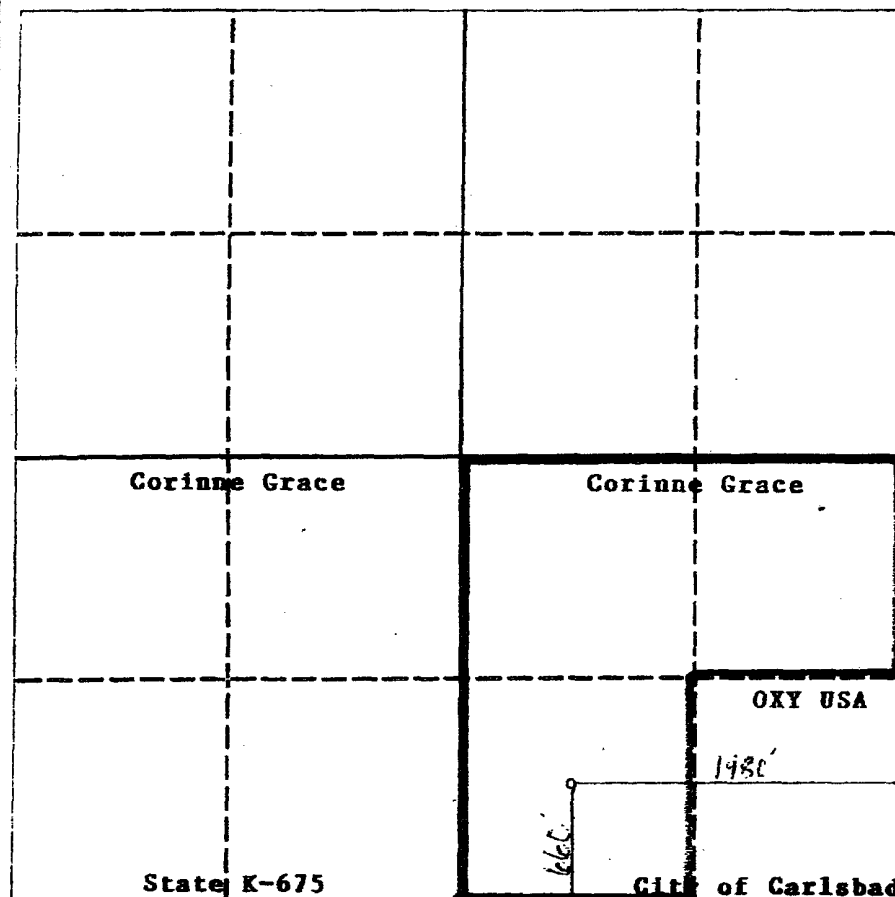 Corinne Grace
Corinne Grace
OXY USA
1980'
660'
State K-675
City of Carlsbad